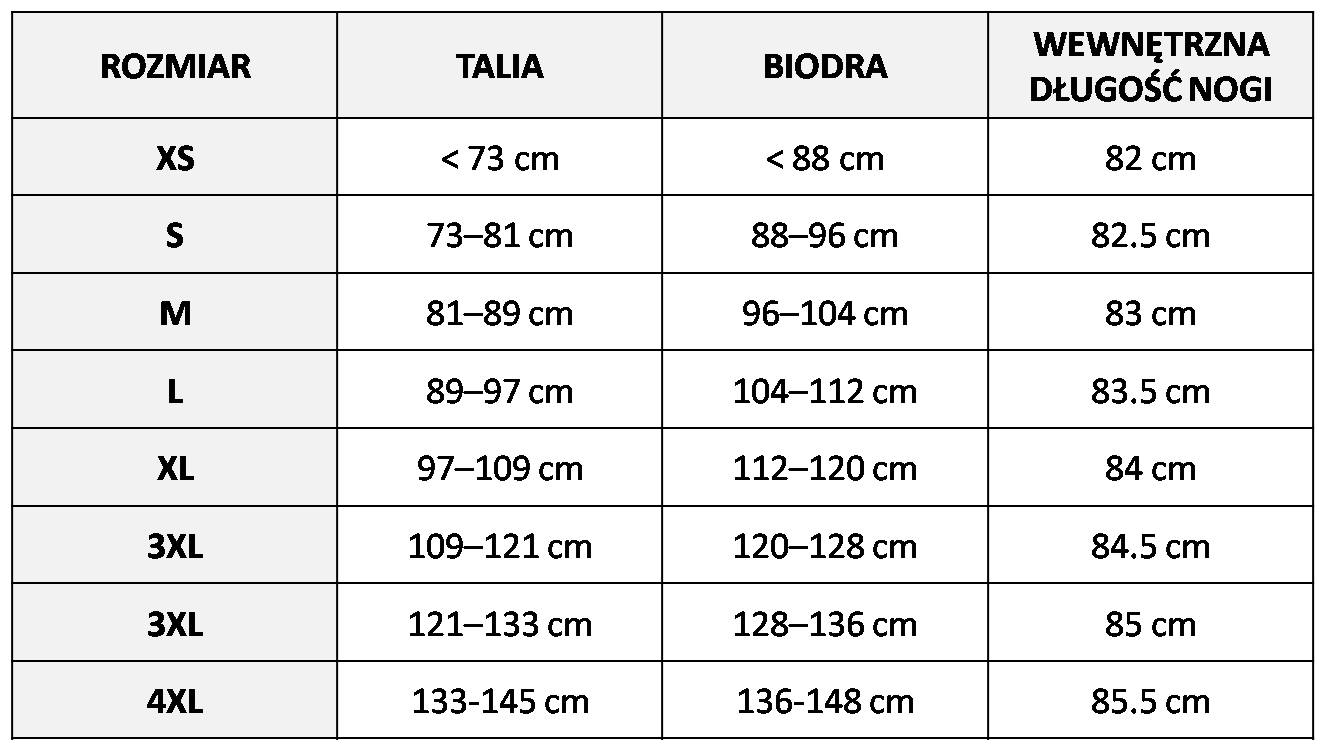 ROZMIAR TALIA BIODRA WEWNĘTRZNA
DŁUGOŚĆ NOGI
XS < 73 cm < 88 cm 82 cm
S 73–81 cm 88–96 cm 82.5 cm
M 81–89 cm 96–104 cm 83 cm
L 89–97 cm 104–112 cm 83.5 cm
XL 97–109 cm 112–120 cm 84 cm
3XL 109–121 cm 120–128 cm 84.5 cm
3XL 121–133 cm 128–136 cm 85 cm
4XL 133-145 cm 136-148 cm 85.5 cm